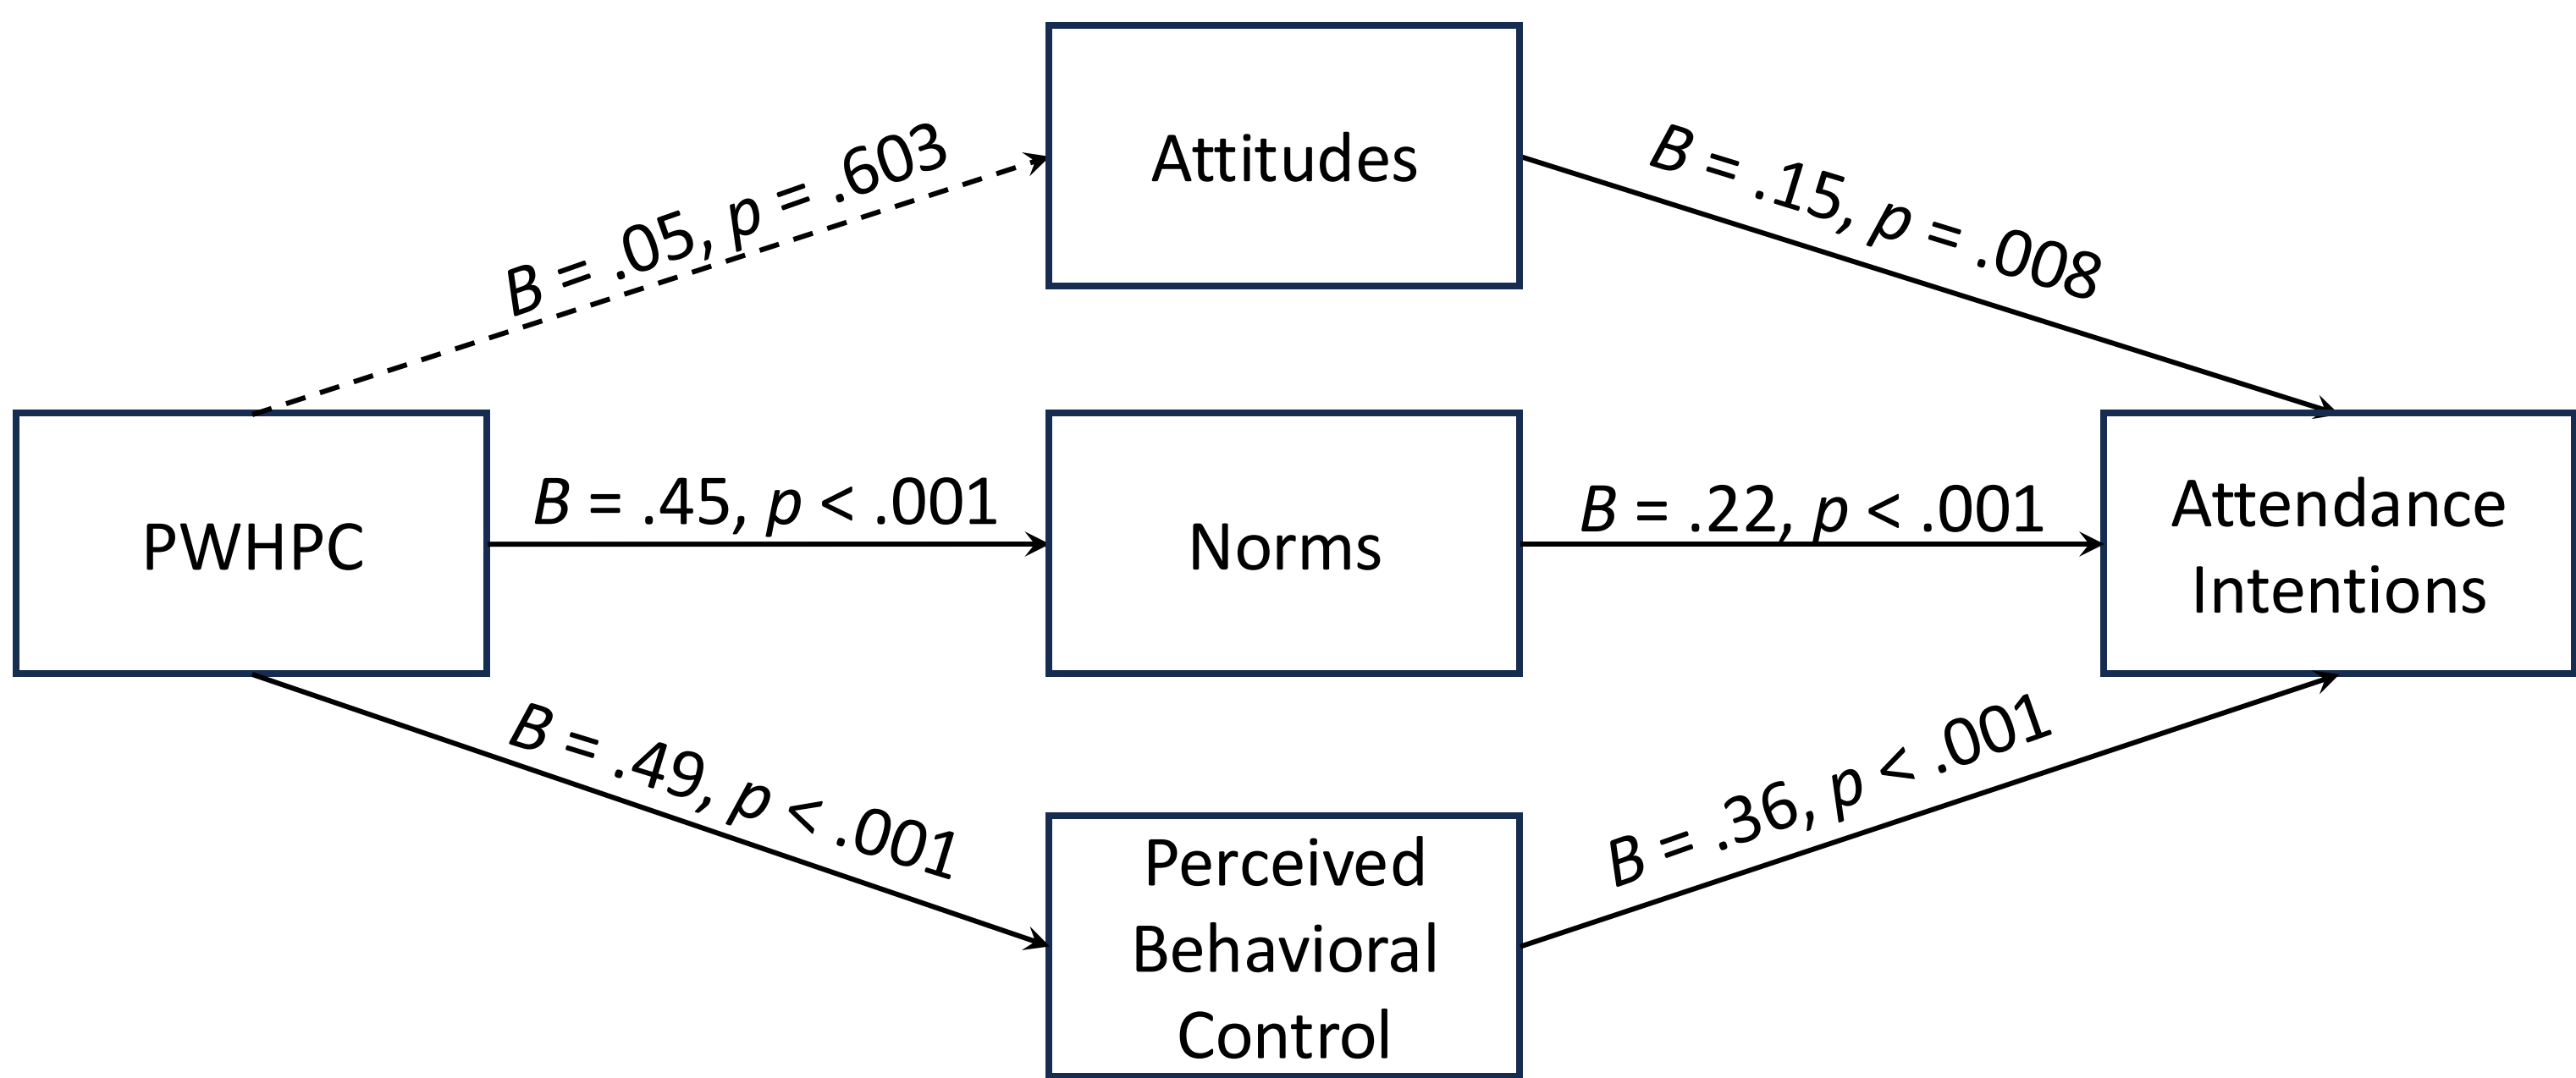 Attitudes
B = .05, p = .603
B = .15, p = .008
PWHPC
B = .45, p < .001
Norms
B = .22, p < .001
Attendance
Intentions
B = .49, p < .001
B = .36, p < .001
Perceived
Behavioral
Control